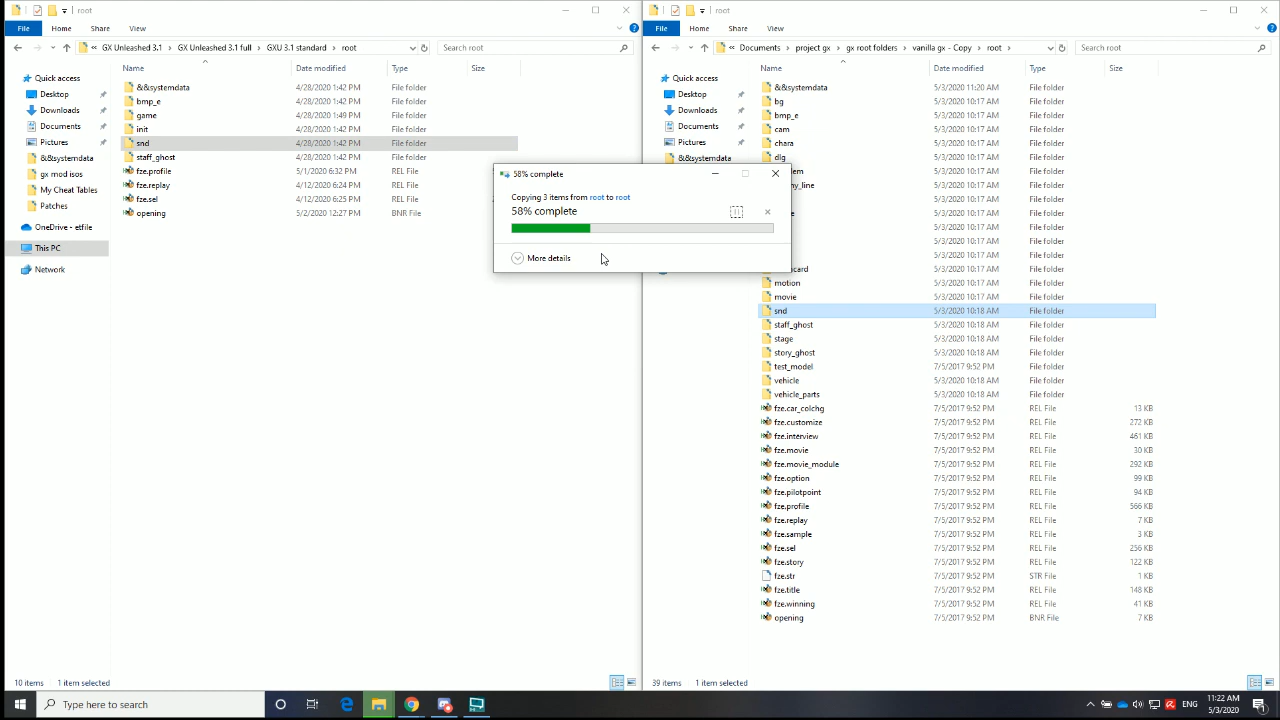 root
File
Home
Share
View
GX Unleashed 3.1
GX Unleashed 3.1 full
GXU 3.1 standard
root
Search root
Quick access
Desktop
Downloads
Documents
Pictures
&&systemdata
gx mod isos
My Cheat Tables
Patches
OneDrive - etfile
This PC
Network
Name Date modified Type Size
&&systemdata 4/28/2020 1:42 PM File folder
bmp_e 4/28/2020 1:42 PM File folder
game 4/28/2020 1:49 PM File folder
init 4/28/2020 1:42 PM File folder
snd 4/28/2020 1:42 PM File folder
staff_ghost 4/28/2020 1:42 PM File folder
fze.profile 5/1/2020 6:32 PM REL File
fze.replay 4/12/2020 6:24 PM REL File
fze.sel 4/12/2020 6:25 PM REL File
opening 5/2/2020 12:27 PM BNR File
10 items 1 item selected
58% complete
Copying 3 items from root to root
58% complete
More details
root
File
Home
Share
View
Documents
project gx
gx root folders
vanilla gx - Copy
root
Search root
Quick access
Desktop
Downloads
Documents
Pictures
&&systemdata
Name Date modified Type Size
&&systemdata 5/3/2020 11:20 AM File folder
bg 5/3/2020 10:17 AM File folder
bmp_e 5/3/2020 10:17 AM File folder
cam 5/3/2020 10:17 AM File folder
chara 5/3/2020 10:17 AM File folder
dlg 5/3/2020 10:17 AM File folder
5/3/2020 10:17 AM File folder
5/3/2020 10:17 AM File folder
5/3/2020 10:17 AM File folder
5/3/2020 10:17 AM File folder
5/3/2020 10:17 AM File folder
5/3/2020 10:17 AM File folder
5/3/2020 10:17 AM File folder
5/3/2020 10:17 AM File folder
motion 5/3/2020 10:17 AM File folder
movie 5/3/2020 10:17 AM File folder
snd 5/3/2020 10:18 AM File folder
staff_ghost 5/3/2020 10:18 AM File folder
stage 5/3/2020 10:18 AM File folder
story_ghost 5/3/2020 10:18 AM File folder
test_model 7/5/2017 9:52 PM File folder
vehicle 5/3/2020 10:18 AM File folder
vehicle_parts 5/3/2020 10:18 AM File folder
fze.car_colchg 7/5/2017 9:52 PM REL File 13 KB
fze.customize 7/5/2017 9:52 PM REL File 272 KB
fze.interview 7/5/2017 9:52 PM REL File 461 KB
fze.movie 7/5/2017 9:52 PM REL File 30 KB
fze.movie_module 7/5/2017 9:52 PM REL File 292 KB
fze.option 7/5/2017 9:52 PM REL File 99 KB
fze.pilotpoint 7/5/2017 9:52 PM REL File 94 KB
fze.profile 7/5/2017 9:52 PM REL File 566 KB
fze.replay 7/5/2017 9:52 PM REL File 7 KB
fze.sample 7/5/2017 9:52 PM REL File 3 KB
fze.sel 7/5/2017 9:52 PM REL File 256 KB
fze.story 7/5/2017 9:52 PM REL File 122 KB
fze.str 7/5/2017 9:52 PM STR File 1 KB
fze.title 7/5/2017 9:52 PM REL File 148 KB
fze.winning 7/5/2017 9:52 PM REL File 41 KB
opening 7/5/2017 9:52 PM BNR File 7 KB
39 items 1 item selected
Type here to search
ENG
11:22 AM
5/3/2020